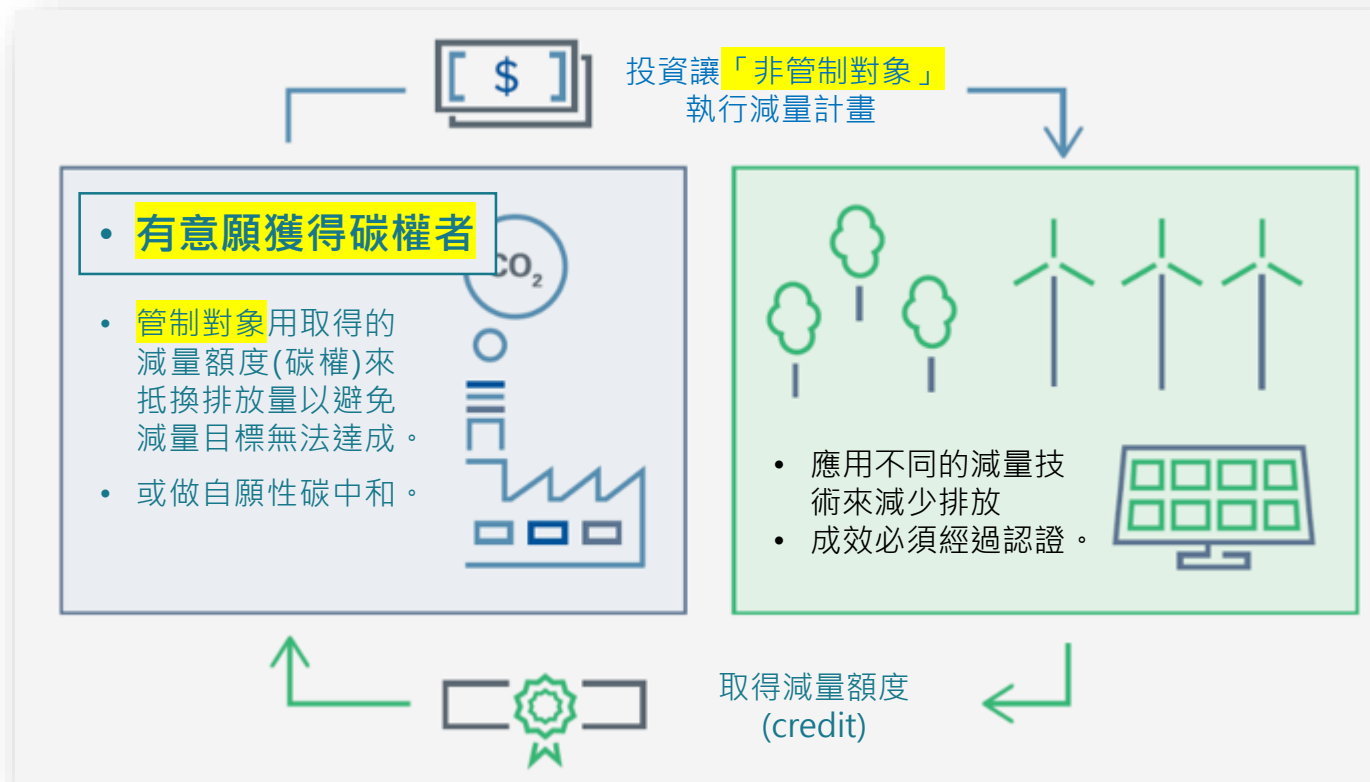 $
投資讓「非管制對象」
執行減量計畫
• 有意願獲得碳權者
CO₂
• 管制對象用取得的
減量額度(碳權)來
抵換排放量以避免
減量目標無法達成。
• 或做自願性碳中和。
• 應用不同的減量技
術來減少排放
• 成效必須經過認證。
取得減量額度
(credit)